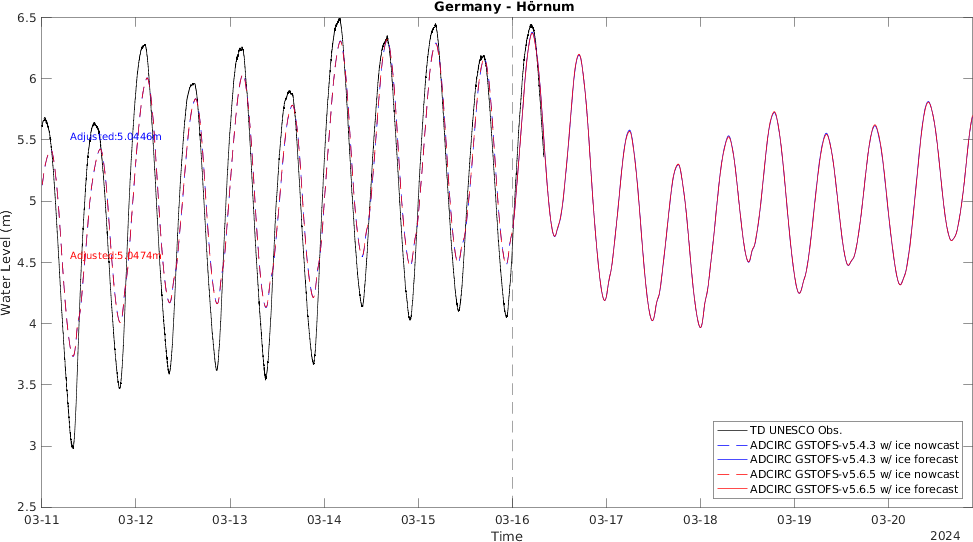 Germany - Hörnum
6.5
6
5.5
5
4.5
4
3.5
3
2.5
Water Level (m)
Adjusted:5.0446m
Adjusted:5.0474m
TD UNESCO Obs.
ADCIRC GSTOFS-v5.4.3 w/ ice nowcast
ADCIRC GSTOFS-v5.4.3 w/ ice forecast
ADCIRC GSTOFS-v5.6.5 w/ ice nowcast
ADCIRC GSTOFS-v5.6.5 w/ ice forecast
03-11 03-12 03-13 03-14 03-15 03-16 03-17 03-18 03-19 03-20
Time
2024